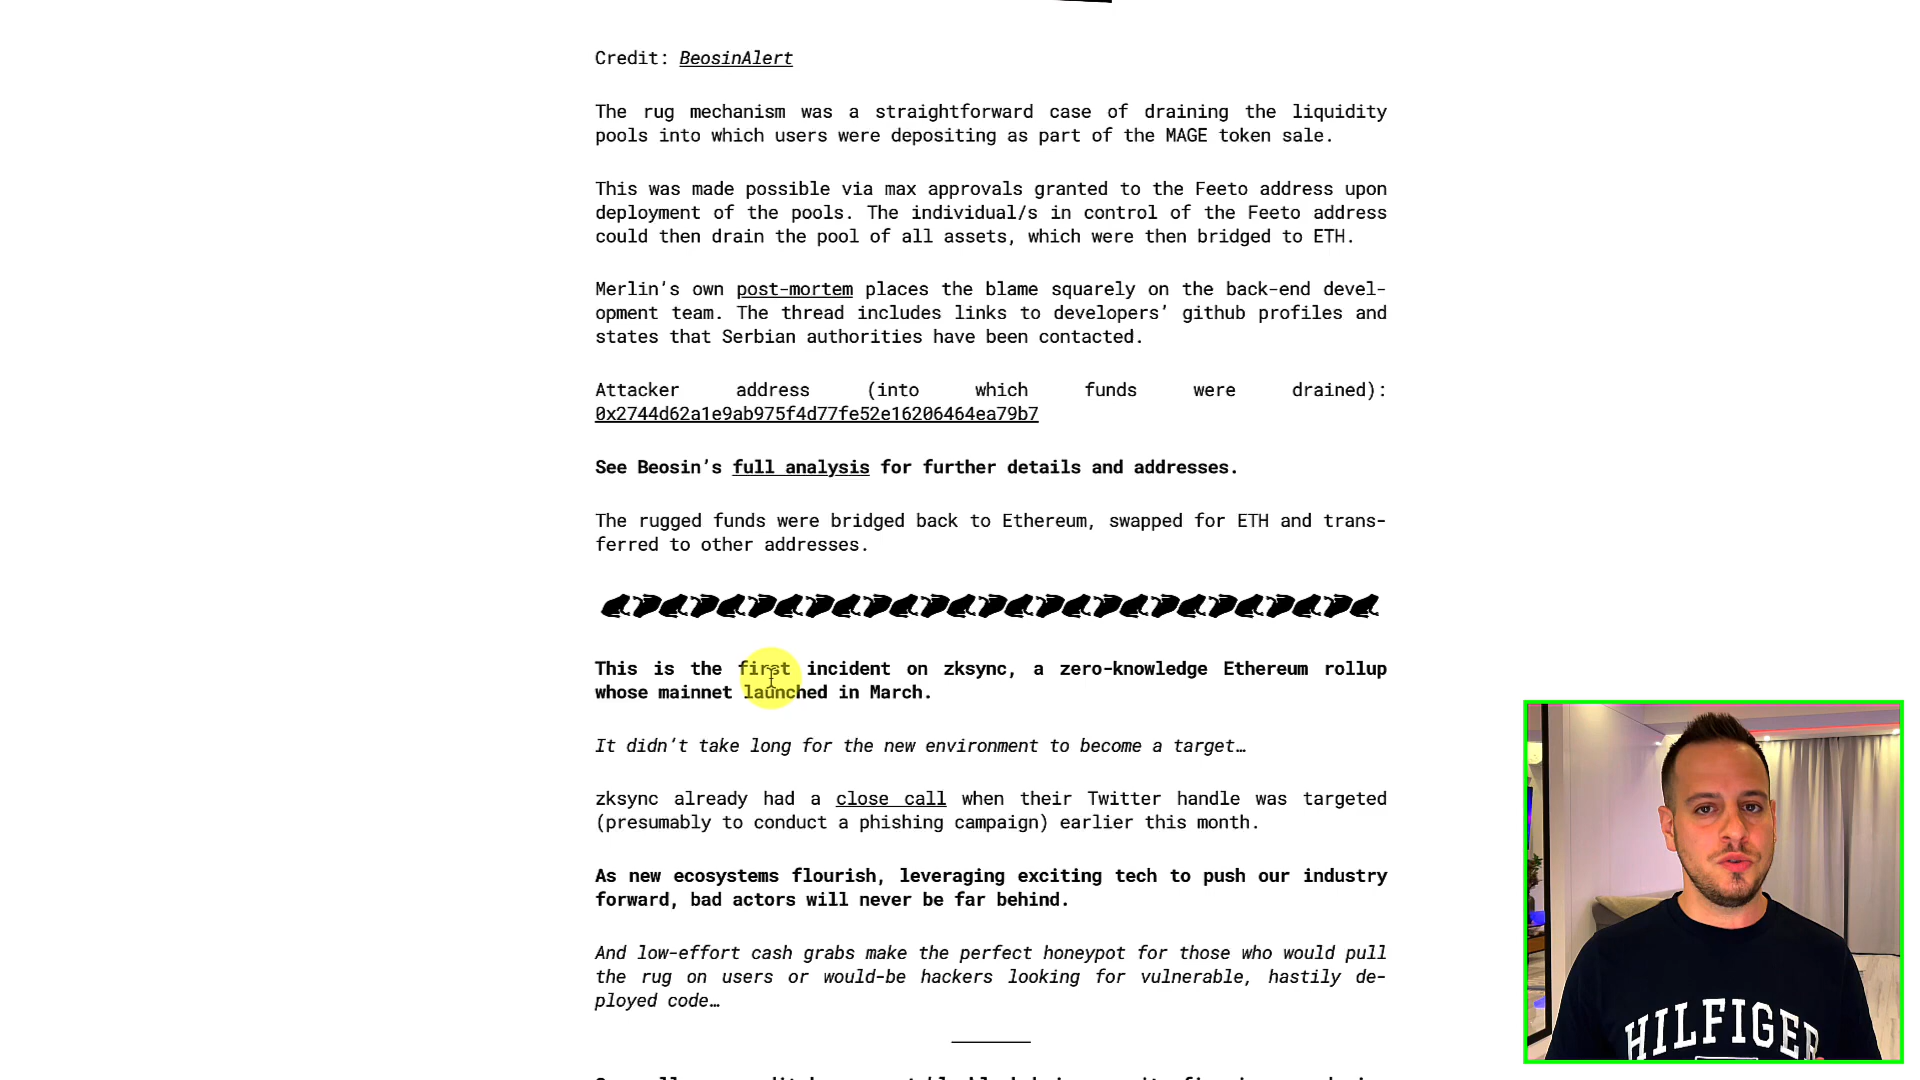 Credit: BeosinAlert
The rug mechanism was a straightforward case of draining the liquidity
pools into which users were depositing as part of the MAGE token sale.
This was made possible via max approvals granted to the Feeto address upon
deployment of the pools. The individual/s in control of the Feeto address
could then drain the pool of all assets, which were then bridged to ETH.
Merlin’s own post-mortem places the blame squarely on the back-end devel-
opment team. The thread includes links to developers’ github profiles and
states that Serbian authorities have been contacted.
Attacker address (into which funds were drained):
0x2744d62a1e9ab975f4d77fe52e16206464ea79b7
See Beosin’s full analysis for further details and addresses.
The rugged funds were bridged back to Ethereum, swapped for ETH and trans-
ferred to other addresses.
This is the first incident on zksync, a zero-knowledge Ethereum rollup
whose mainnet launched in March.
It didn’t take long for the new environment to become a target…
zksync already had a close call when their Twitter handle was targeted
(presumably to conduct a phishing campaign) earlier this month.
As new ecosystems flourish, leveraging exciting tech to push our industry
forward, bad actors will never be far behind.
And low-effort cash grabs make the perfect honeypot for those who would pull
the rug on users or would-be hackers looking for vulnerable, hastily de-
ployed code…
HILFIGER